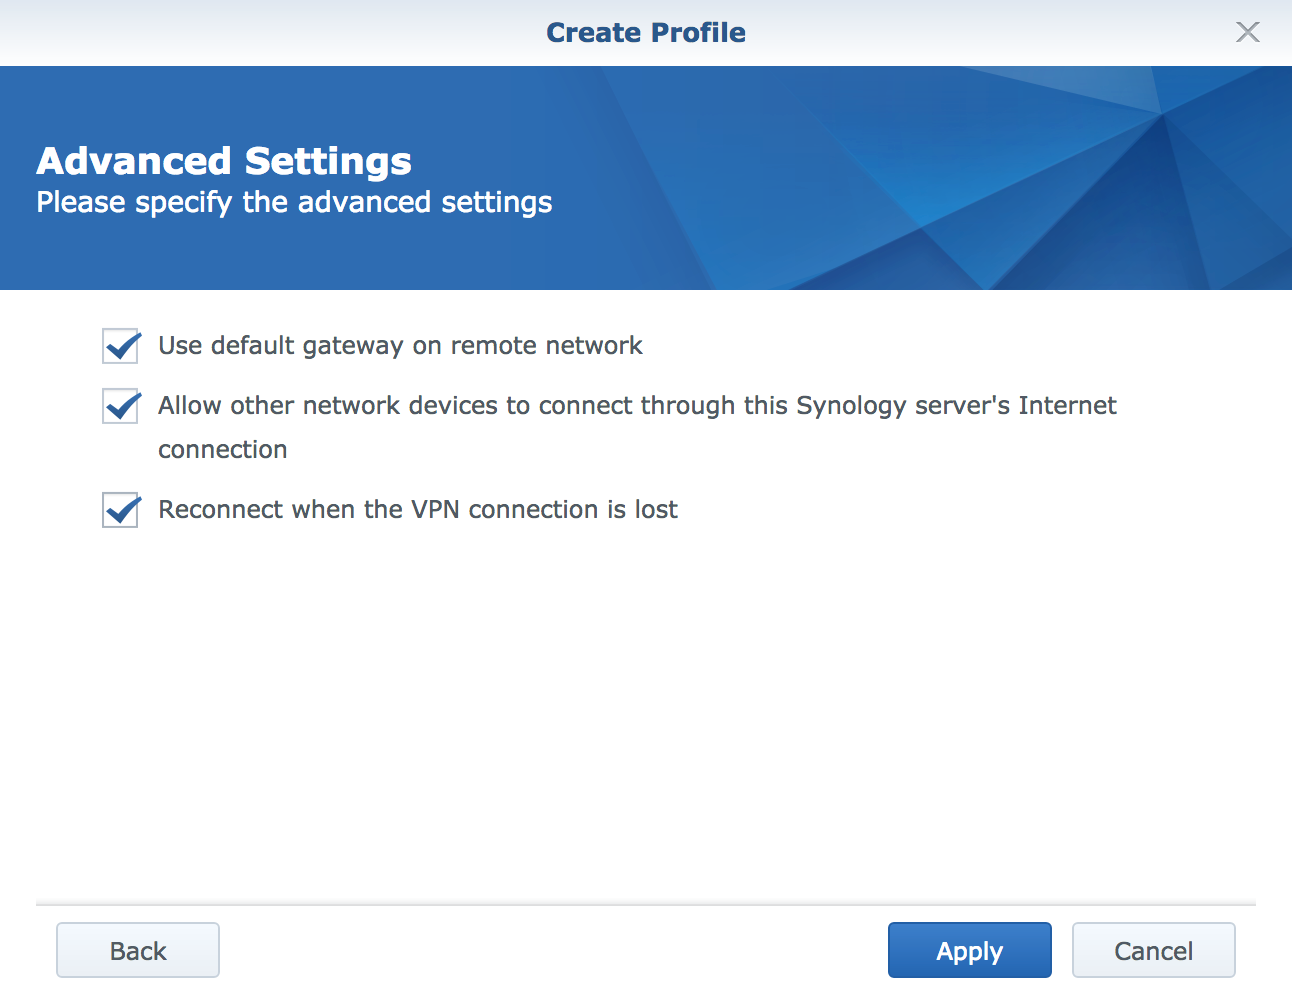 Create Profile
Advanced Settings
Please specify the advanced settings
Use default gateway on remote network
Allow other network devices to connect through this Synology server's Internet
connection
Reconnect when the VPN connection is lost
Back
Apply
Cancel